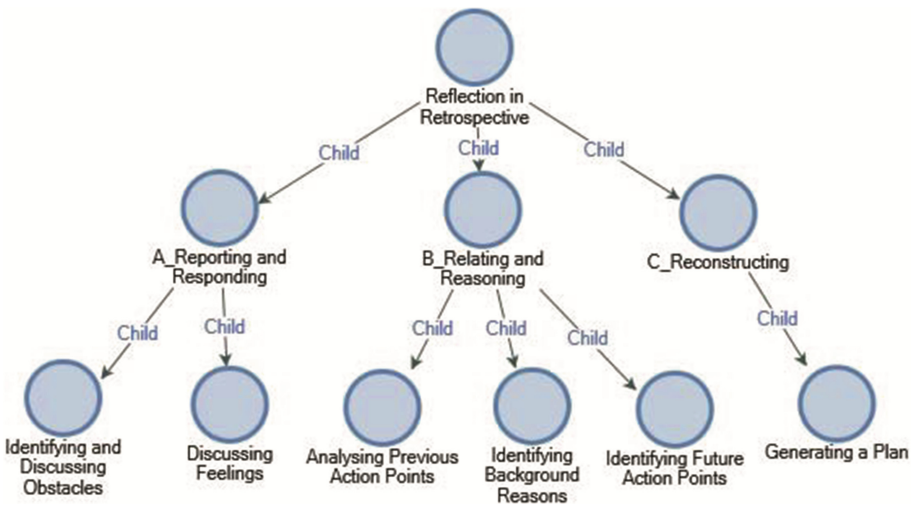 Reflection in
Retrospective
Child
Child
Child
A_Reporting and
Responding
B_Relating and
Reasoning
C_Reconstructing
Child
Child
Child
Child
Child
Child
Identifying and
Discussing
Obstacles
Discussing
Feelings
Analysing Previous
Action Points
Identifying
Background
Reasons
Identifying Future
Action Points
Generating a Plan